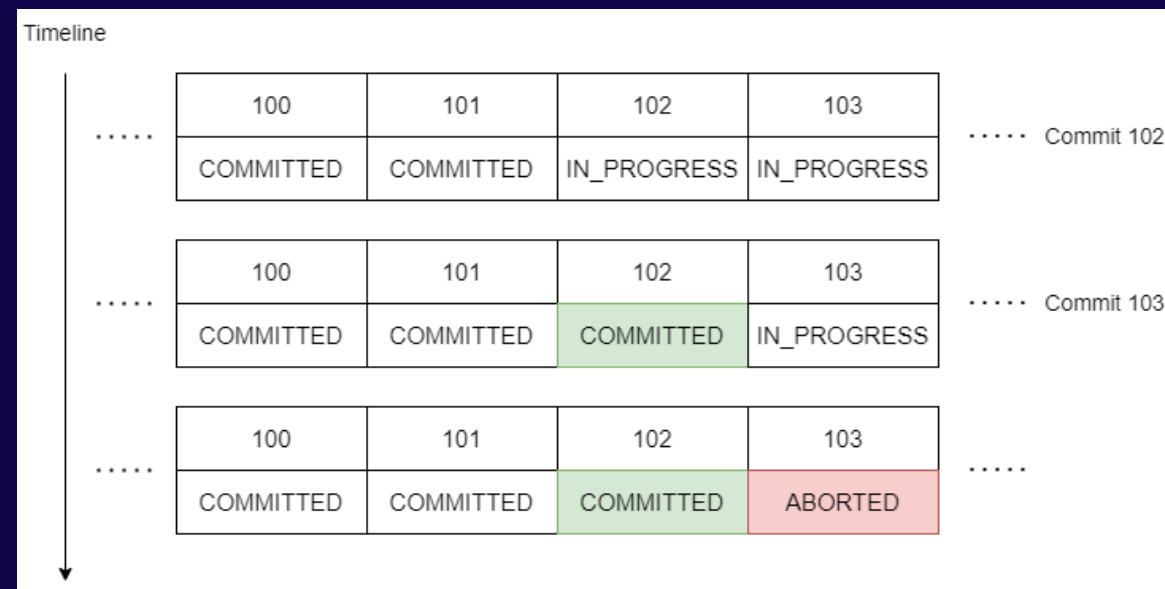 Timeline
100 101 102 103
..... ..... Commit 102
COMMITTED COMMITTED IN_PROGRESS IN_PROGRESS
100 101 102 103
..... ..... Commit 103
COMMITTED COMMITTED COMMITTED IN_PROGRESS
100 101 102 103
..... .....
COMMITTED COMMITTED COMMITTED ABORTED